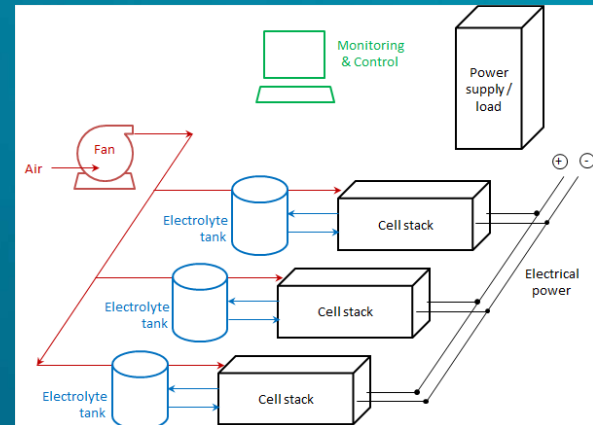 Monitoring
& Control
Power
supply /
load
Fan
Air
+
-
Electrolyte
tank
Cell stack
Electrical
power
Electrolyte
tank
Cell stack
Electrolyte
tank
Cell stack